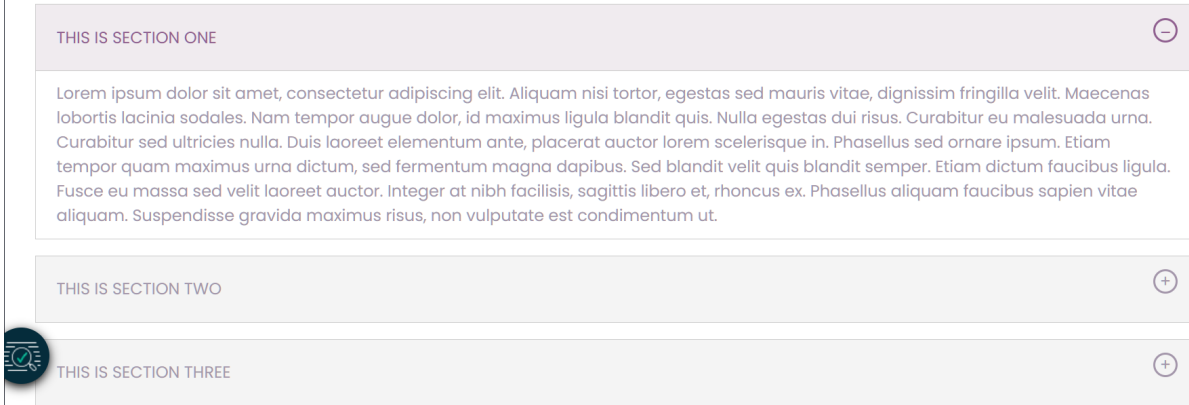 THIS IS SECTION ONE
Lorem ipsum dolor sit amet, consectetur adipiscing elit. Aliquam nisi tortor, egestas sed mauris vitae, dignissim fringilla velit. Maecenas
lobortis lacinia sodales. Nam tempor augue dolor, id maximus ligula blandit quis. Nulla egestas dui risus. Curabitur eu malesuada urna.
Curabitur sed ultricies nulla. Duis laoreet elementum ante, placerat auctor lorem scelerisque in. Phasellus sed ornare ipsum. Etiam
tempor quam maximus urna dictum, sed fermentum magna dapibus. Sed blandit velit quis blandit semper. Etiam dictum faucibus ligula.
Fusce eu massa sed velit laoreet auctor. Integer at nibh facilisis, sagittis libero et, rhoncus ex. Phasellus aliquam faucibus sapien vitae
aliquam. Suspendisse gravida maximus risus, non vulputate est condimentum ut.
THIS IS SECTION TWO
THIS IS SECTION THREE